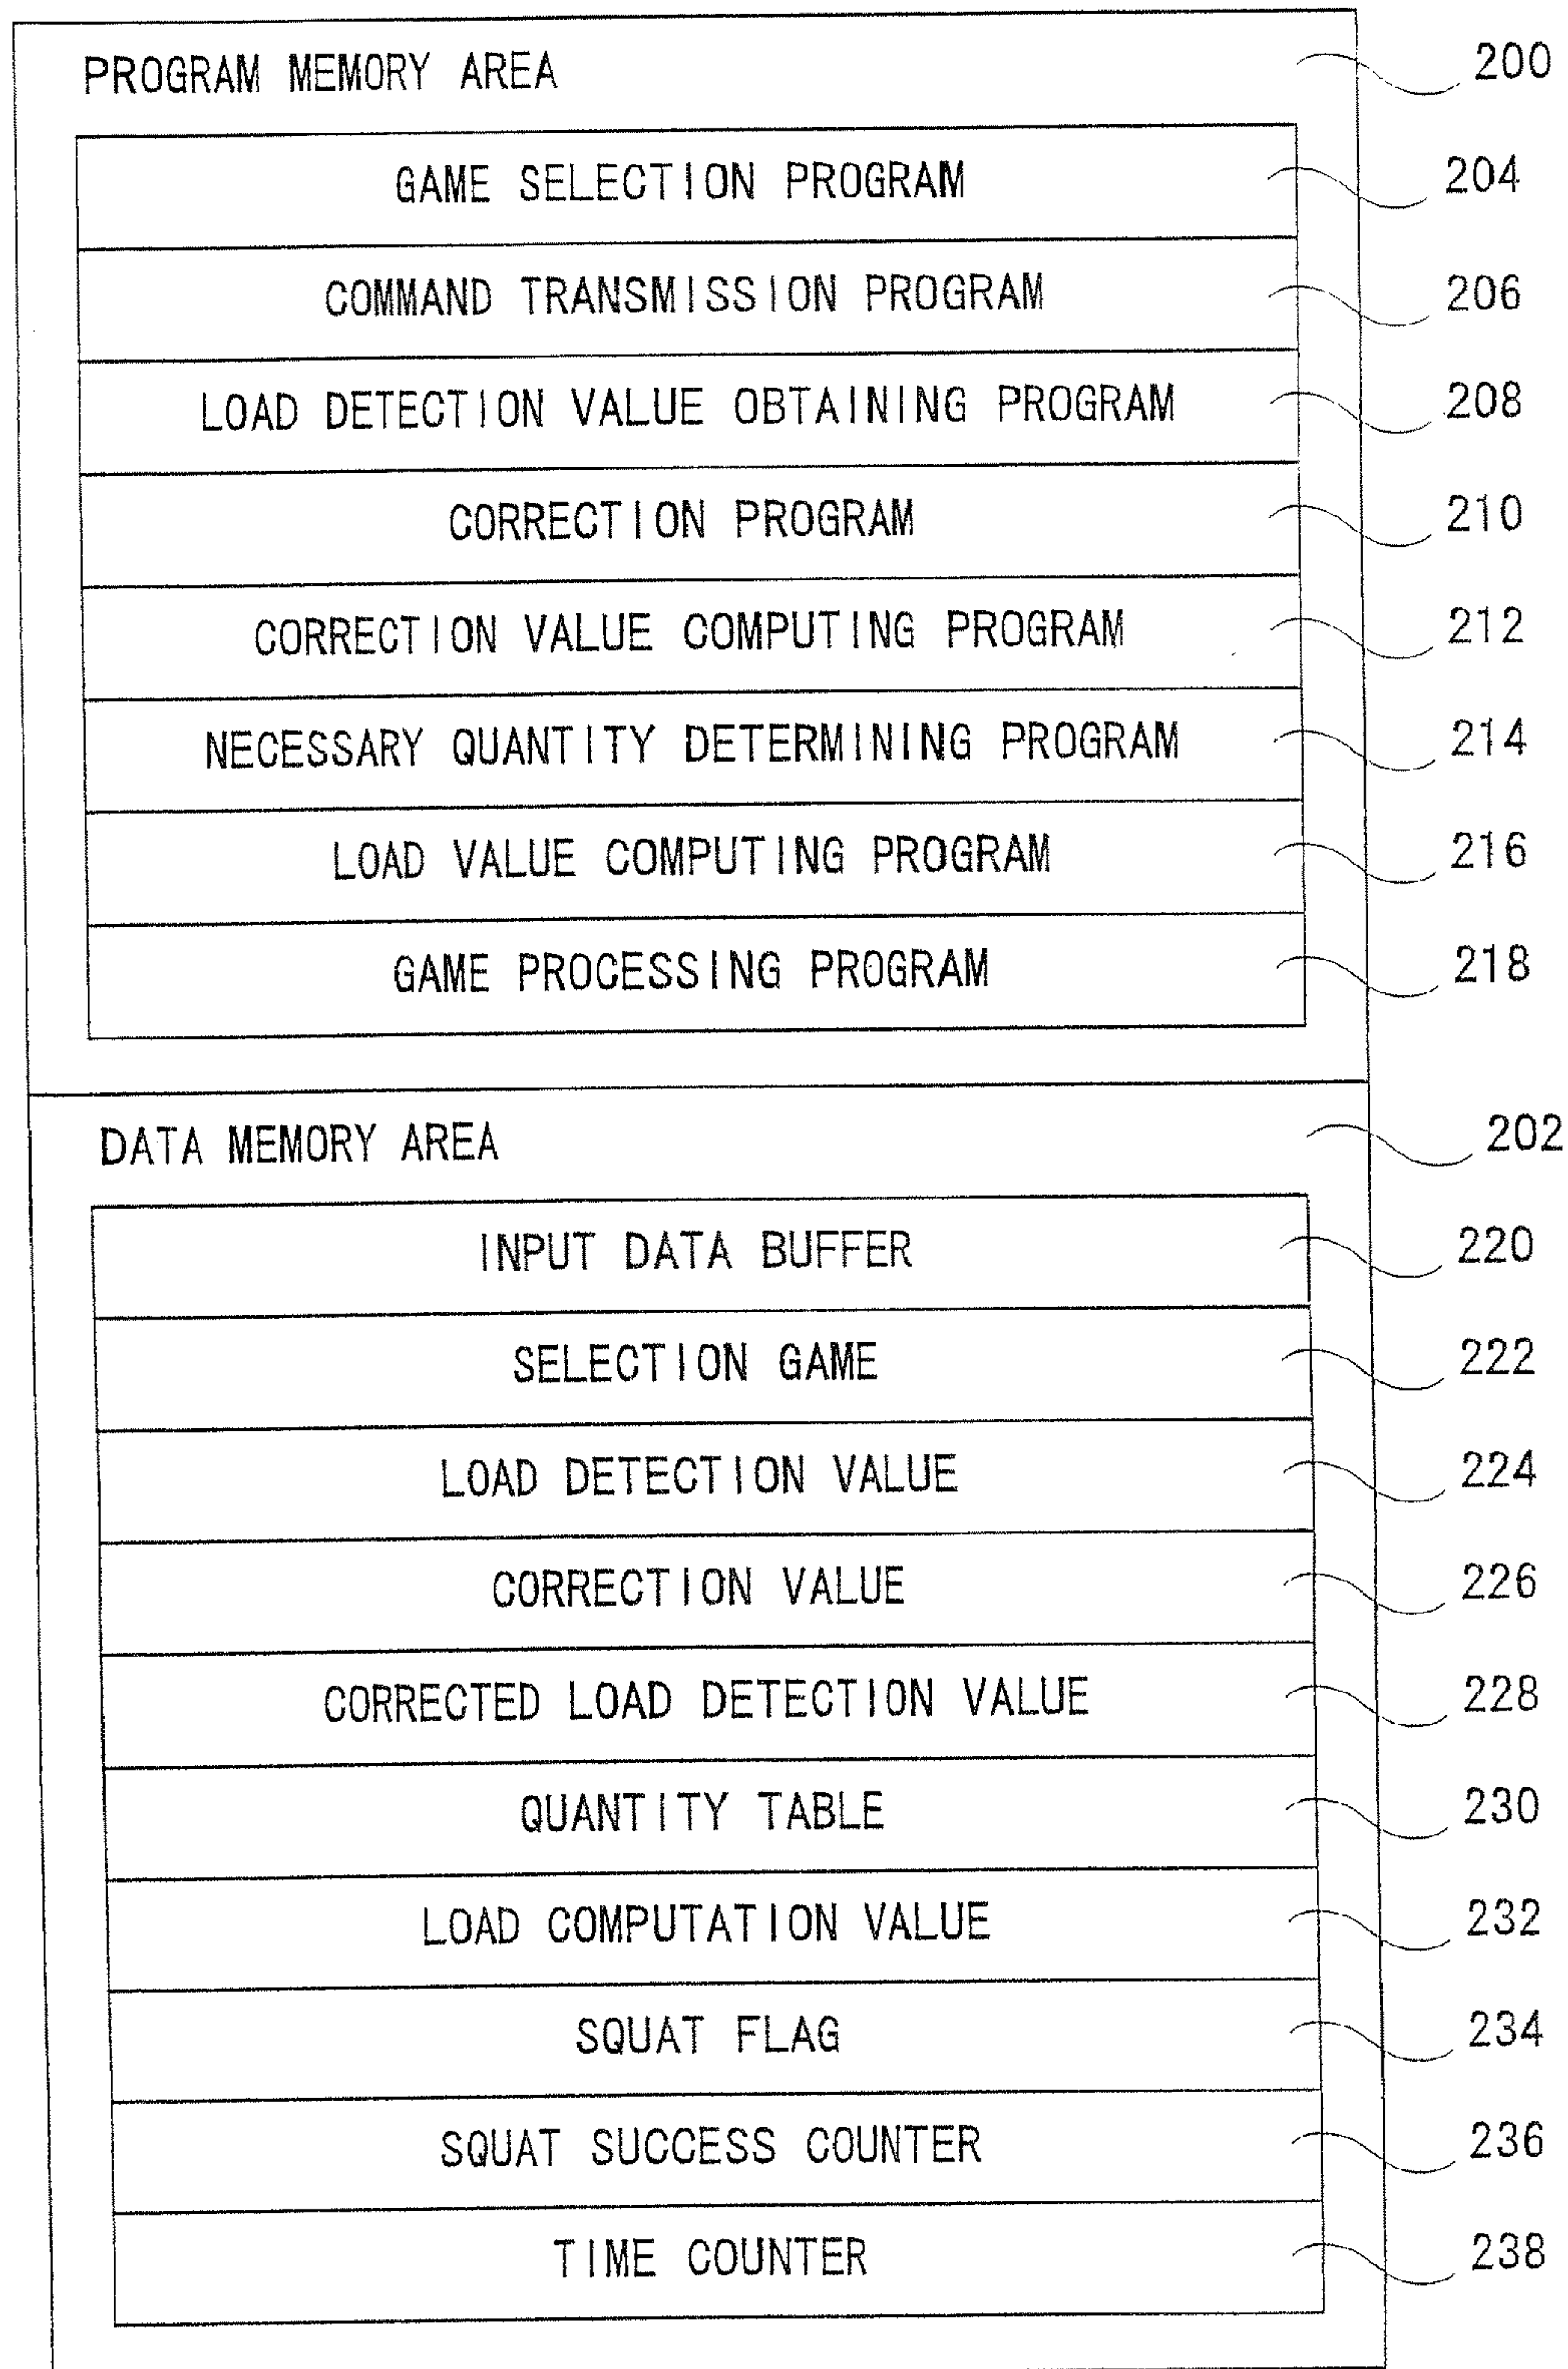 PROGRAM MEMORY AREA 200
GAME SELECTION PROGRAM 204
COMMAND TRANSMISSION PROGRAM 206
LOAD DETECTION VALUE OBTAINING PROGRAM 208
CORRECTION PROGRAM 210
CORRECTION VALUE COMPUTING PROGRAM 212
NECESSARY QUANTITY DETERMINING PROGRAM 214
LOAD VALUE COMPUTING PROGRAM 216
GAME PROCESSING PROGRAM 218
DATA MEMORY AREA 202
INPUT DATA BUFFER 220
SELECTION GAME 222
LOAD DETECTION VALUE 224
CORRECTION VALUE 226
CORRECTED LOAD DETECTION VALUE 228
QUANTITY TABLE 230
LOAD COMPUTATION VALUE 232
SQUAT FLAG 234
SQUAT SUCCESS COUNTER 236
TIME COUNTER 238